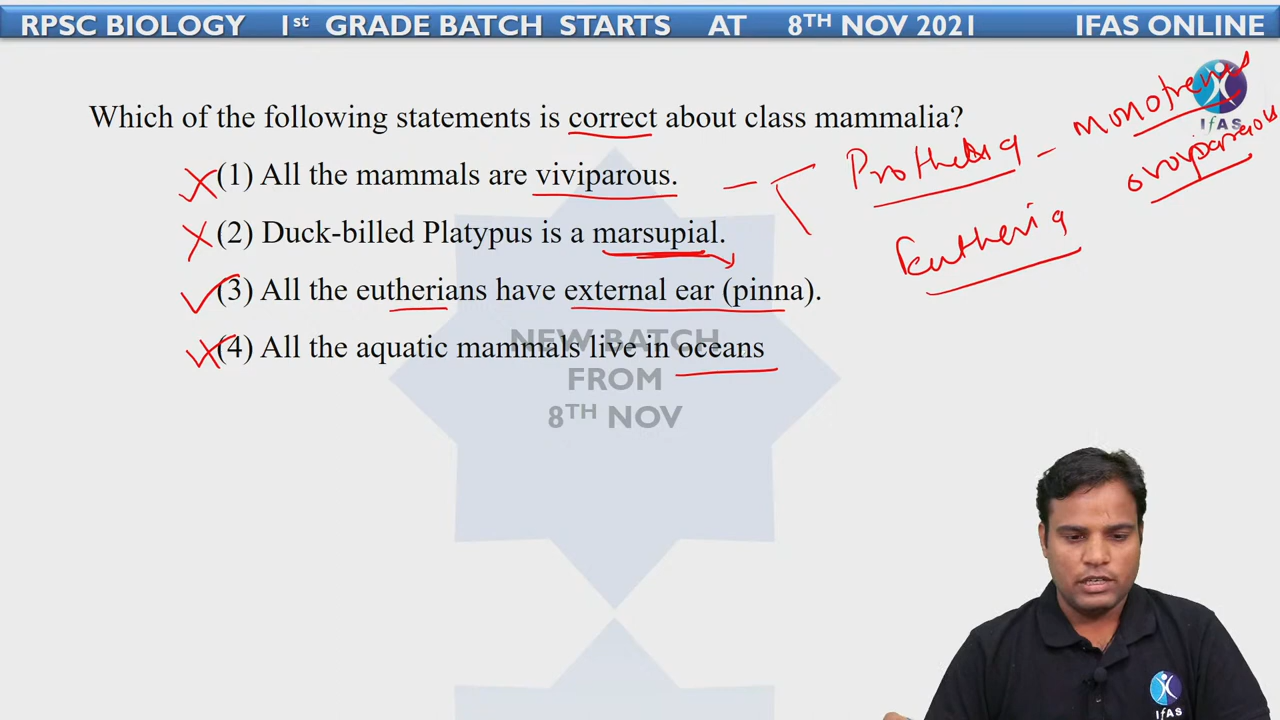 RPSC BIOLOGY 1st GRADE BATCH STARTS AT 8TH NOV 2021 IFAS ONLINE
Which of the following statements is correct about class mammalia?
(1) All the mammals are viviparous.
(2) Duck-billed Platypus is a marsupial.
(3) All the eutherians have external ear (pinna).
(4) All the aquatic mammals live in oceans
Protheria - monotremes
Eutheria
NEW BATCH
FROM
8TH NOV
IFAS
IFAS